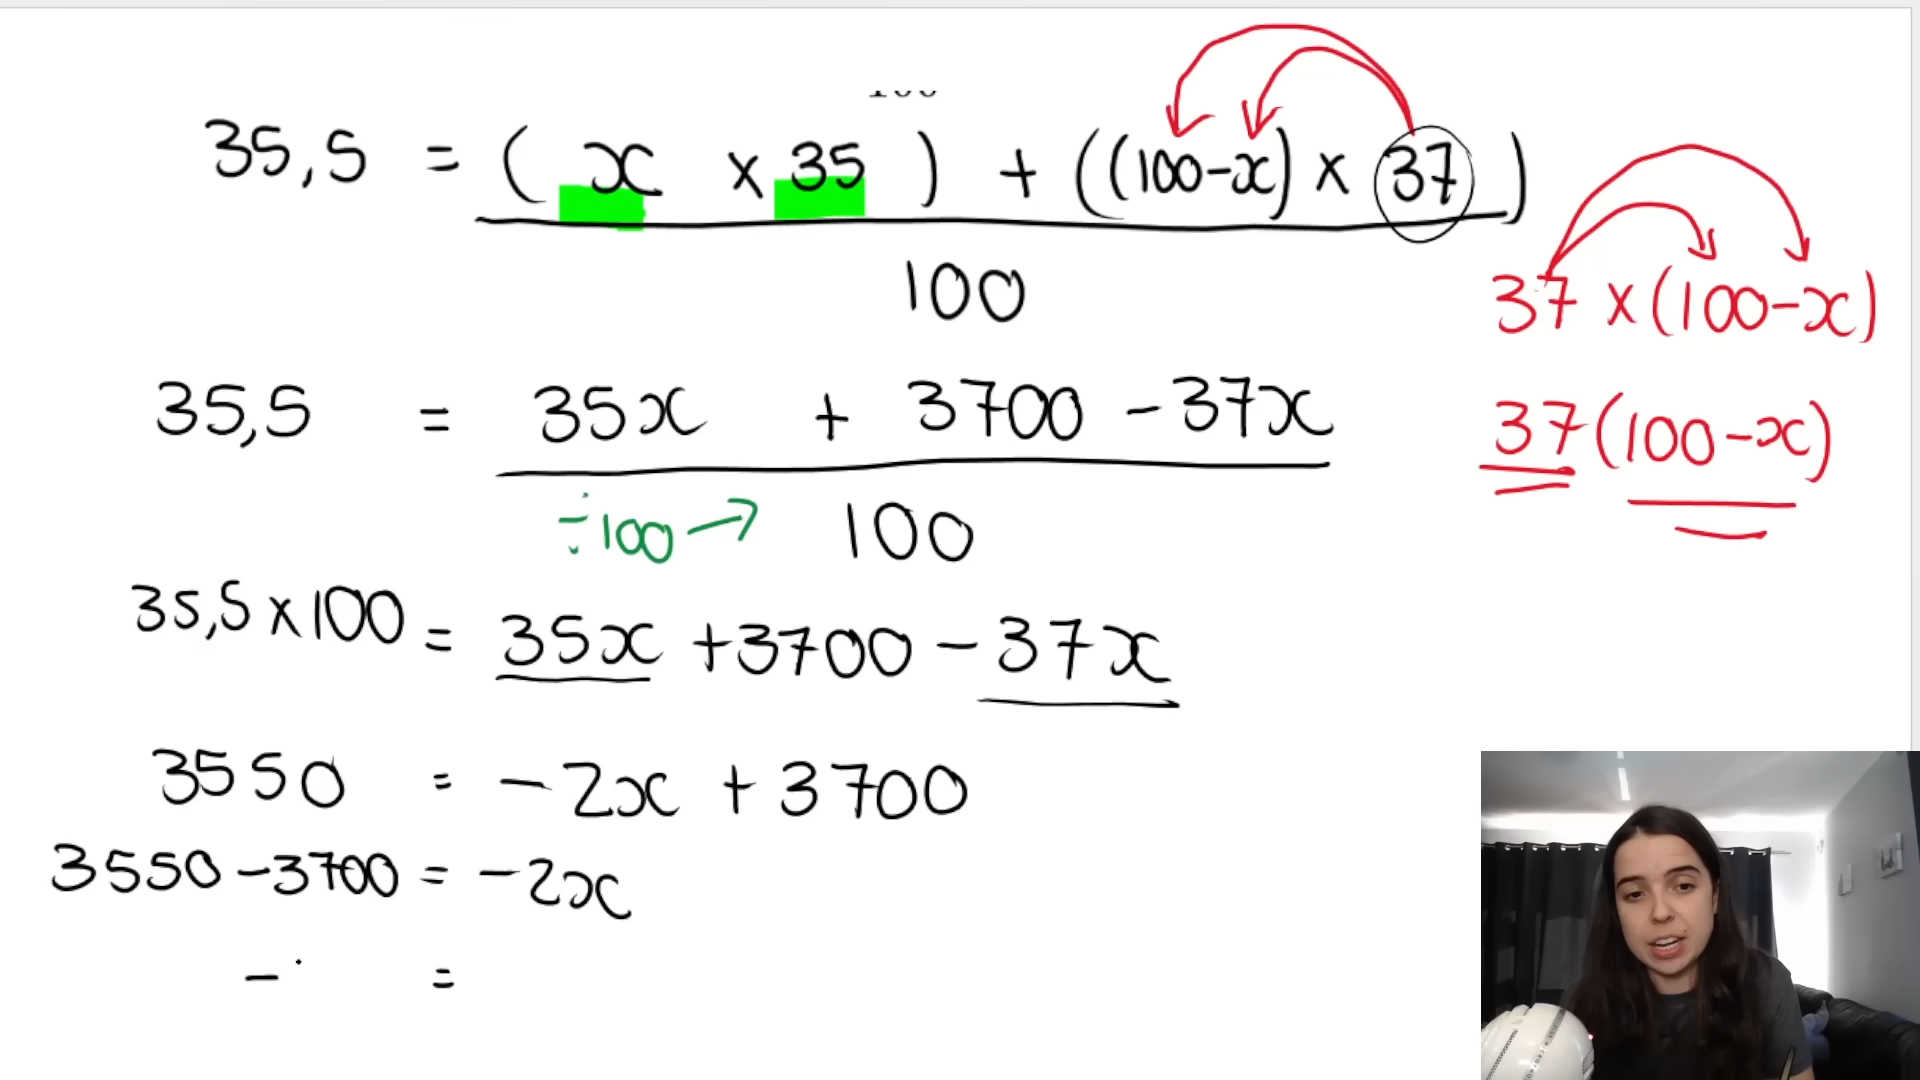 35,5 = ( x × 35 ) + ((100-x) × 37 )
100
37 × (100-x)
35,5 = 35x + 3700 - 37x
37(100-x)
÷100 → 100
35,5 × 100 = 35x + 3700 - 37x
3550 = -2x + 3700
3550 - 3700 = -2x
- =